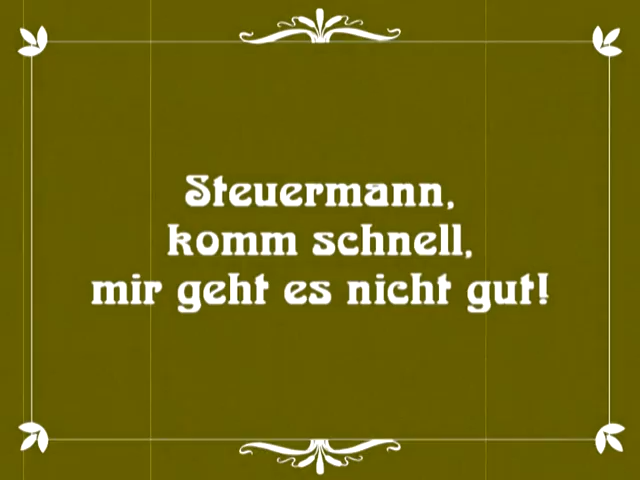 Steuermann,
komm schnell,
mir geht es nicht gut!